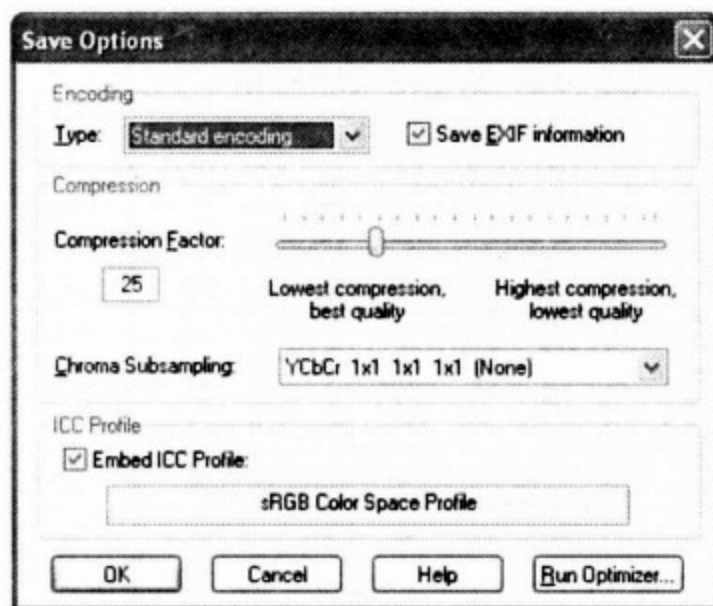 Save Options
Encoding
Type: Standard encoding Save EXIF information
Compression
Compression Factor:
25
Lowest compression, Highest compression,
best quality lowest quality
Chroma Subsampling: YCbCr 1x1 1x1 1x1 (None)
ICC Profile
Embed ICC Profile:
sRGB Color Space Profile
OK Cancel Help Run Optimizer...